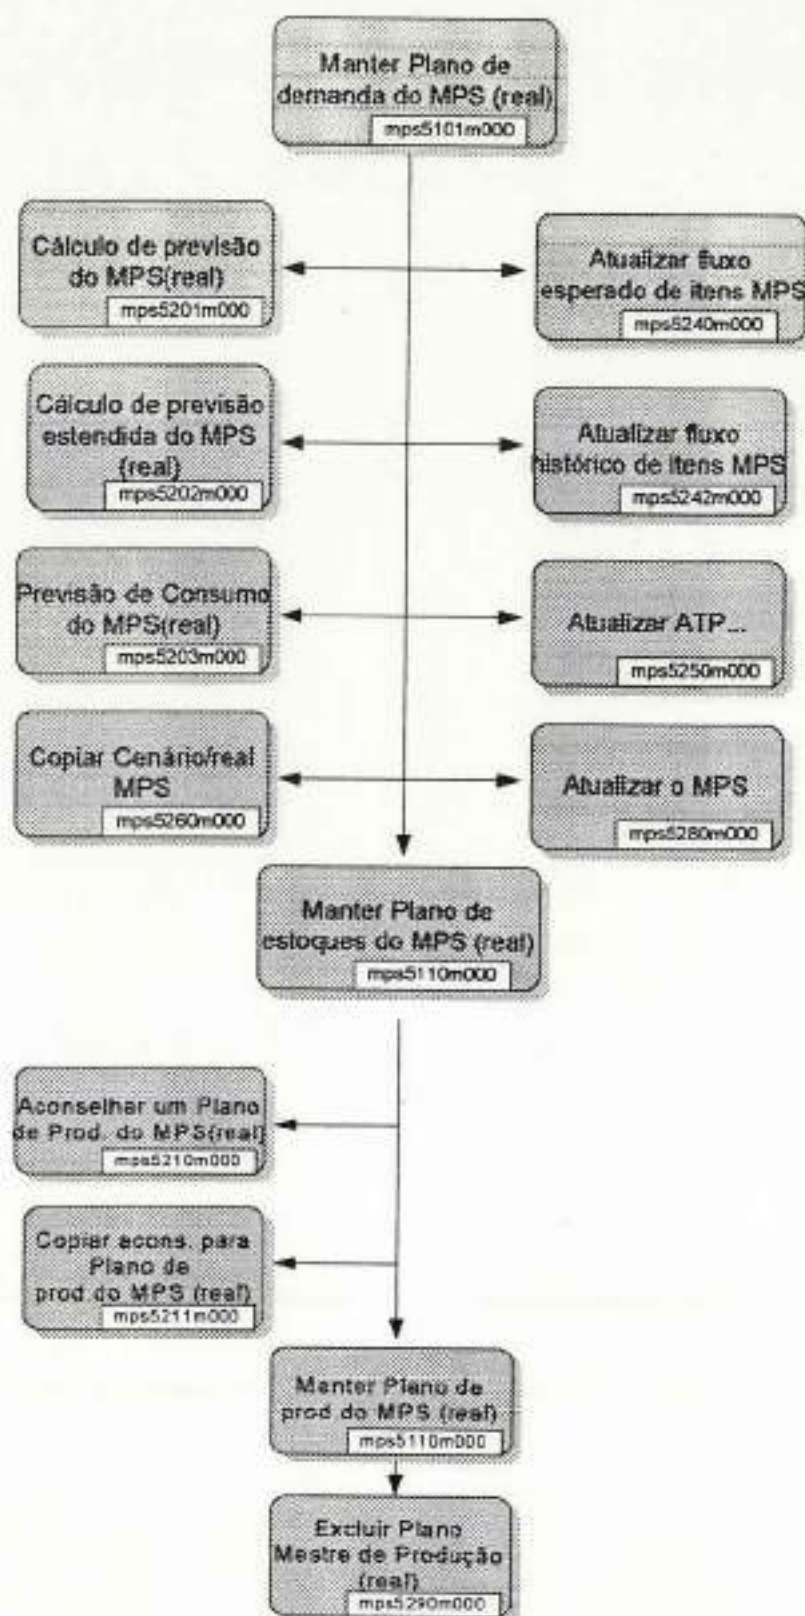 Manter Plano de
demanda do MPS (real)
mps5101m000
Cálculo de previsão
do MPS(real)
mps5201m000
Atualizar fluxo
esperado de itens MPS
mps5240m000
Cálculo de previsão
estendida do MPS
(real)
mps5202m000
Atualizar fluxo
histórico de itens MPS
mps5242m000
Previsão de Consumo
do MPS(real)
mps5203m000
Atualizar ATP...
mps5250m000
Copiar Cenário/real
MPS
mps5260m000
Atualizar o MPS
mps5280m000
Manter Plano de
estoques do MPS (real)
mps5110m000
Aconselhar um Plano
de Prod. do MPS(real)
mps5210m000
Copiar acons. para
Plano de
prod.do MPS (real)
mps5211m000
Manter Plano de
prod.do MPS (real)
mps5110m000
Excluir Plano
Mestre de Produção
(real)
mps5290m000